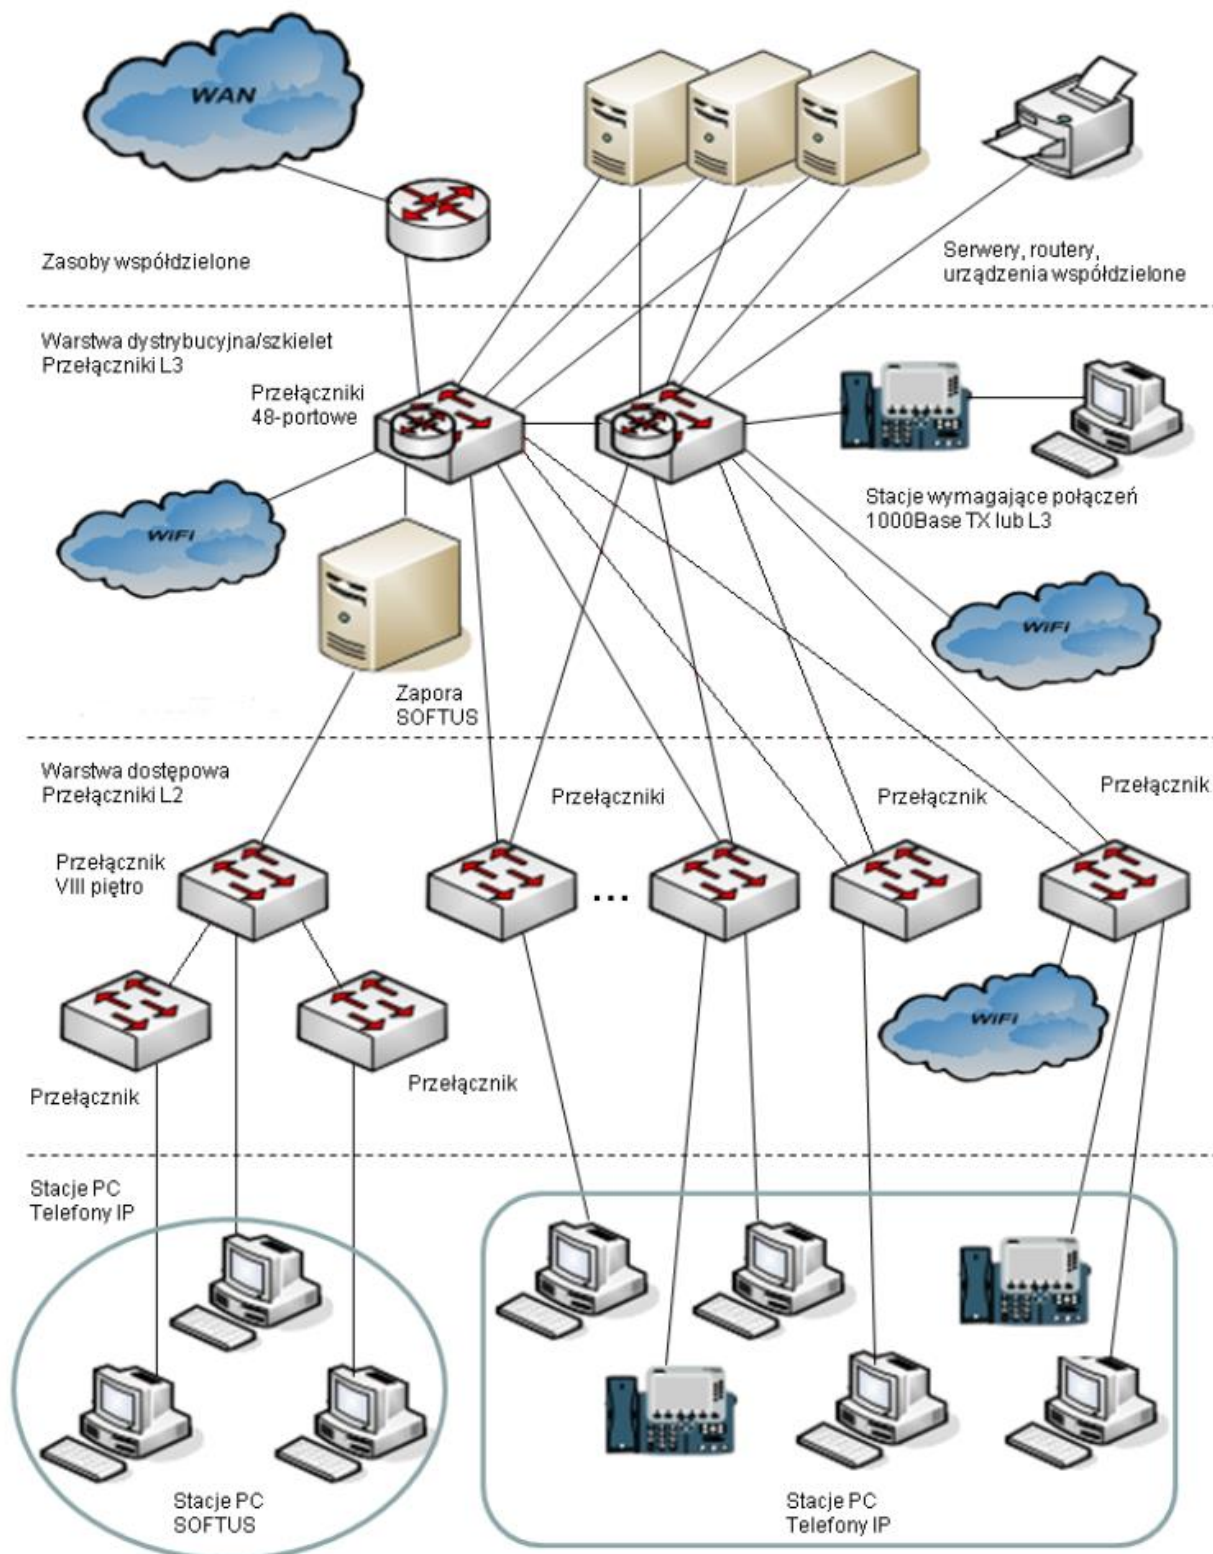 WAN
Zasoby współdzielone
Serwery, routery,
urządzenia współdzielone
Warstwa dystrybucyjna/szkielet
Przełączniki L3
Przełączniki
48-portowe
Stacje wymagające połączeń
1000Base TX lub L3
WiFi
WiFi
Zapora
SOFTUS
Warstwa dostępowa
Przełączniki L2
Przełączniki
Przełącznik
Przełącznik
Przełącznik
VIII piętro
...
WiFi
Przełącznik
Przełącznik
Stacje PC
Telefony IP
Stacje PC
SOFTUS
Stacje PC
Telefony IP